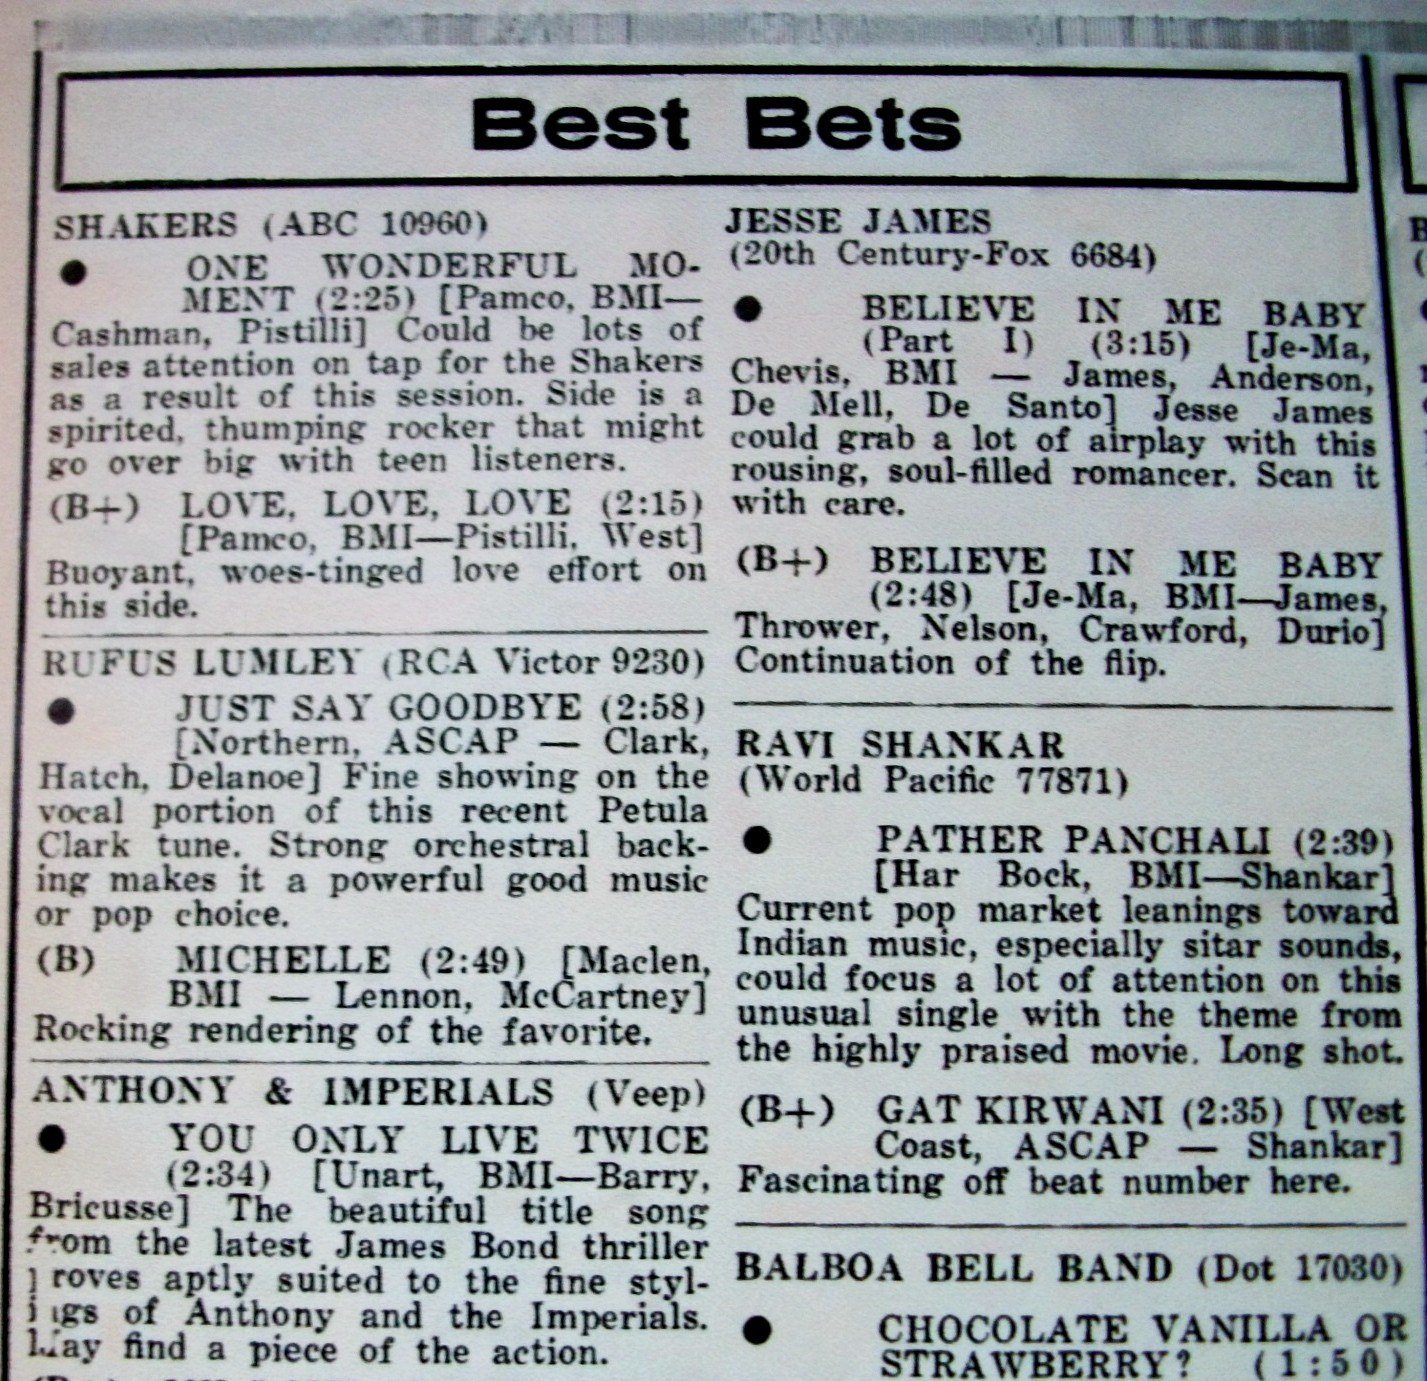 Best Bets
SHAKERS (ABC 10960)
● ONE WONDERFUL MO-
MENT (2:25) [Pamco, BMI—
Cashman, Pistilli] Could be lots of
sales attention on tap for the Shakers
as a result of this session. Side is a
spirited, thumping rocker that might
go over big with teen listeners.
(B+) LOVE, LOVE, LOVE (2:15)
[Pamco, BMI—Pistilli, West]
Buoyant, woes-tinged love effort on
this side.
RUFUS LUMLEY (RCA Victor 9230)
● JUST SAY GOODBYE (2:58)
[Northern, ASCAP — Clark,
Hatch, Delanoe] Fine showing on the
vocal portion of this recent Petula
Clark tune. Strong orchestral back-
ing makes it a powerful good music
or pop choice.
(B) MICHELLE (2:49) [Maclen,
BMI — Lennon, McCartney]
Rocking rendering of the favorite.
ANTHONY & IMPERIALS (Veep)
● YOU ONLY LIVE TWICE
(2:34) [Unart, BMI—Barry,
Bricusse] The beautiful title song
from the latest James Bond thriller
proves aptly suited to the fine styl-
ings of Anthony and the Imperials.
May find a piece of the action.
JESSE JAMES
(20th Century-Fox 6684)
● BELIEVE IN ME BABY
(Part I) (3:15) [Je-Ma,
Chevis, BMI — James, Anderson,
De Mell, De Santo] Jesse James
could grab a lot of airplay with this
rousing, soul-filled romancer. Scan it
with care.
(B+) BELIEVE IN ME BABY
(2:48) [Je-Ma, BMI—James,
Thrower, Nelson, Crawford, Durio]
Continuation of the flip.
RAVI SHANKAR
(World Pacific 77871)
● PATHER PANCHALI (2:39)
[Har Bock, BMI—Shankar]
Current pop market leanings toward
Indian music, especially sitar sounds,
could focus a lot of attention on this
unusual single with the theme from
the highly praised movie. Long shot.
(B+) GAT KIRWANI (2:35) [West
Coast, ASCAP — Shankar]
Fascinating off beat number here.
BALBOA BELL BAND (Dot 17030)
● CHOCOLATE VANILLA OR
STRAWBERRY? (1:50)